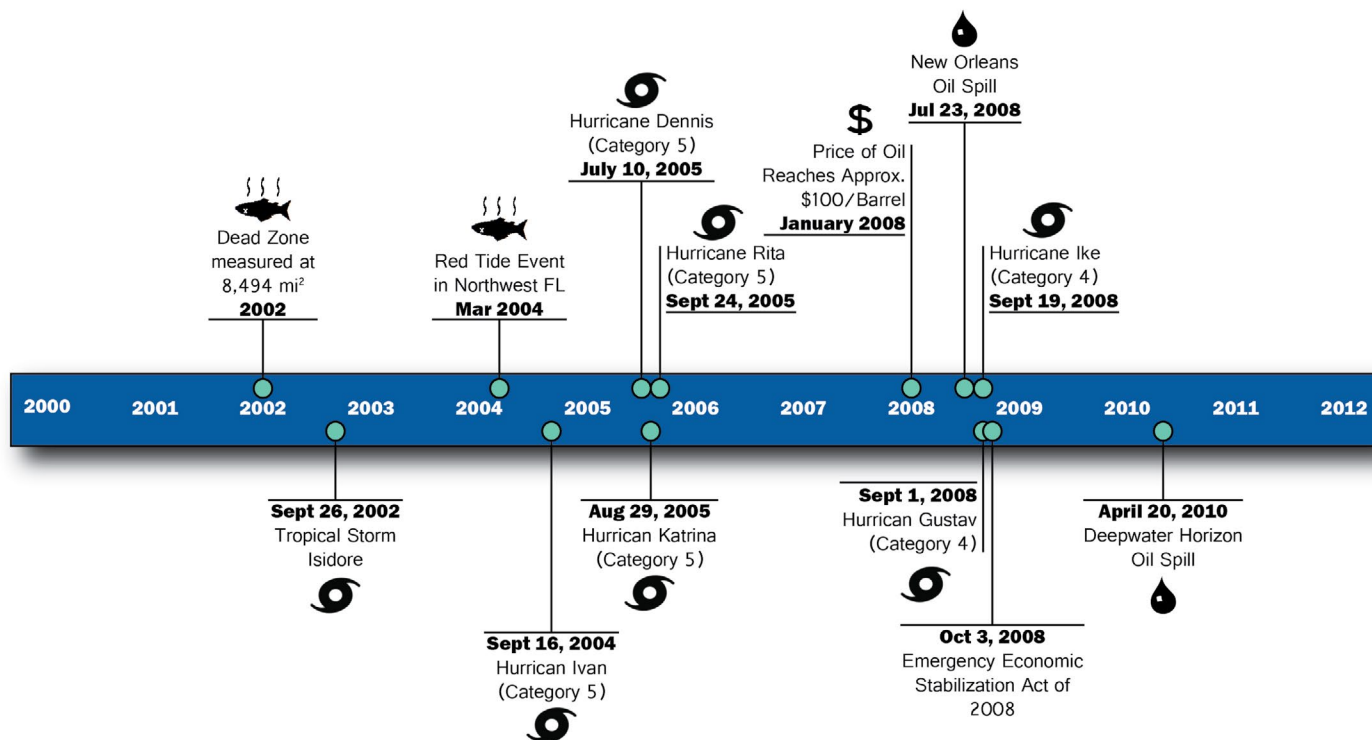 New Orleans
Oil Spill
Jul 23, 2008
Hurricane Dennis
(Category 5)
July 10, 2005
$
Price of Oil
Reaches Approx.
$100/Barrel
January 2008
Dead Zone
measured at
8,494 mi²
2002
Red Tide Event
in Northwest FL
Mar 2004
Hurricane Rita
(Category 5)
Sept 24, 2005
Hurricane Ike
(Category 4)
Sept 19, 2008
2000 2001 2002 2003 2004 2005 2006 2007 2008 2009 2010 2011 2012
Sept 26, 2002
Tropical Storm
Isidore
Sept 16, 2004
Hurrican Ivan
(Category 5)
Aug 29, 2005
Hurrican Katrina
(Category 5)
Sept 1, 2008
Hurrican Gustav
(Category 4)
Oct 3, 2008
Emergency Economic
Stabilization Act of
2008
April 20, 2010
Deepwater Horizon
Oil Spill